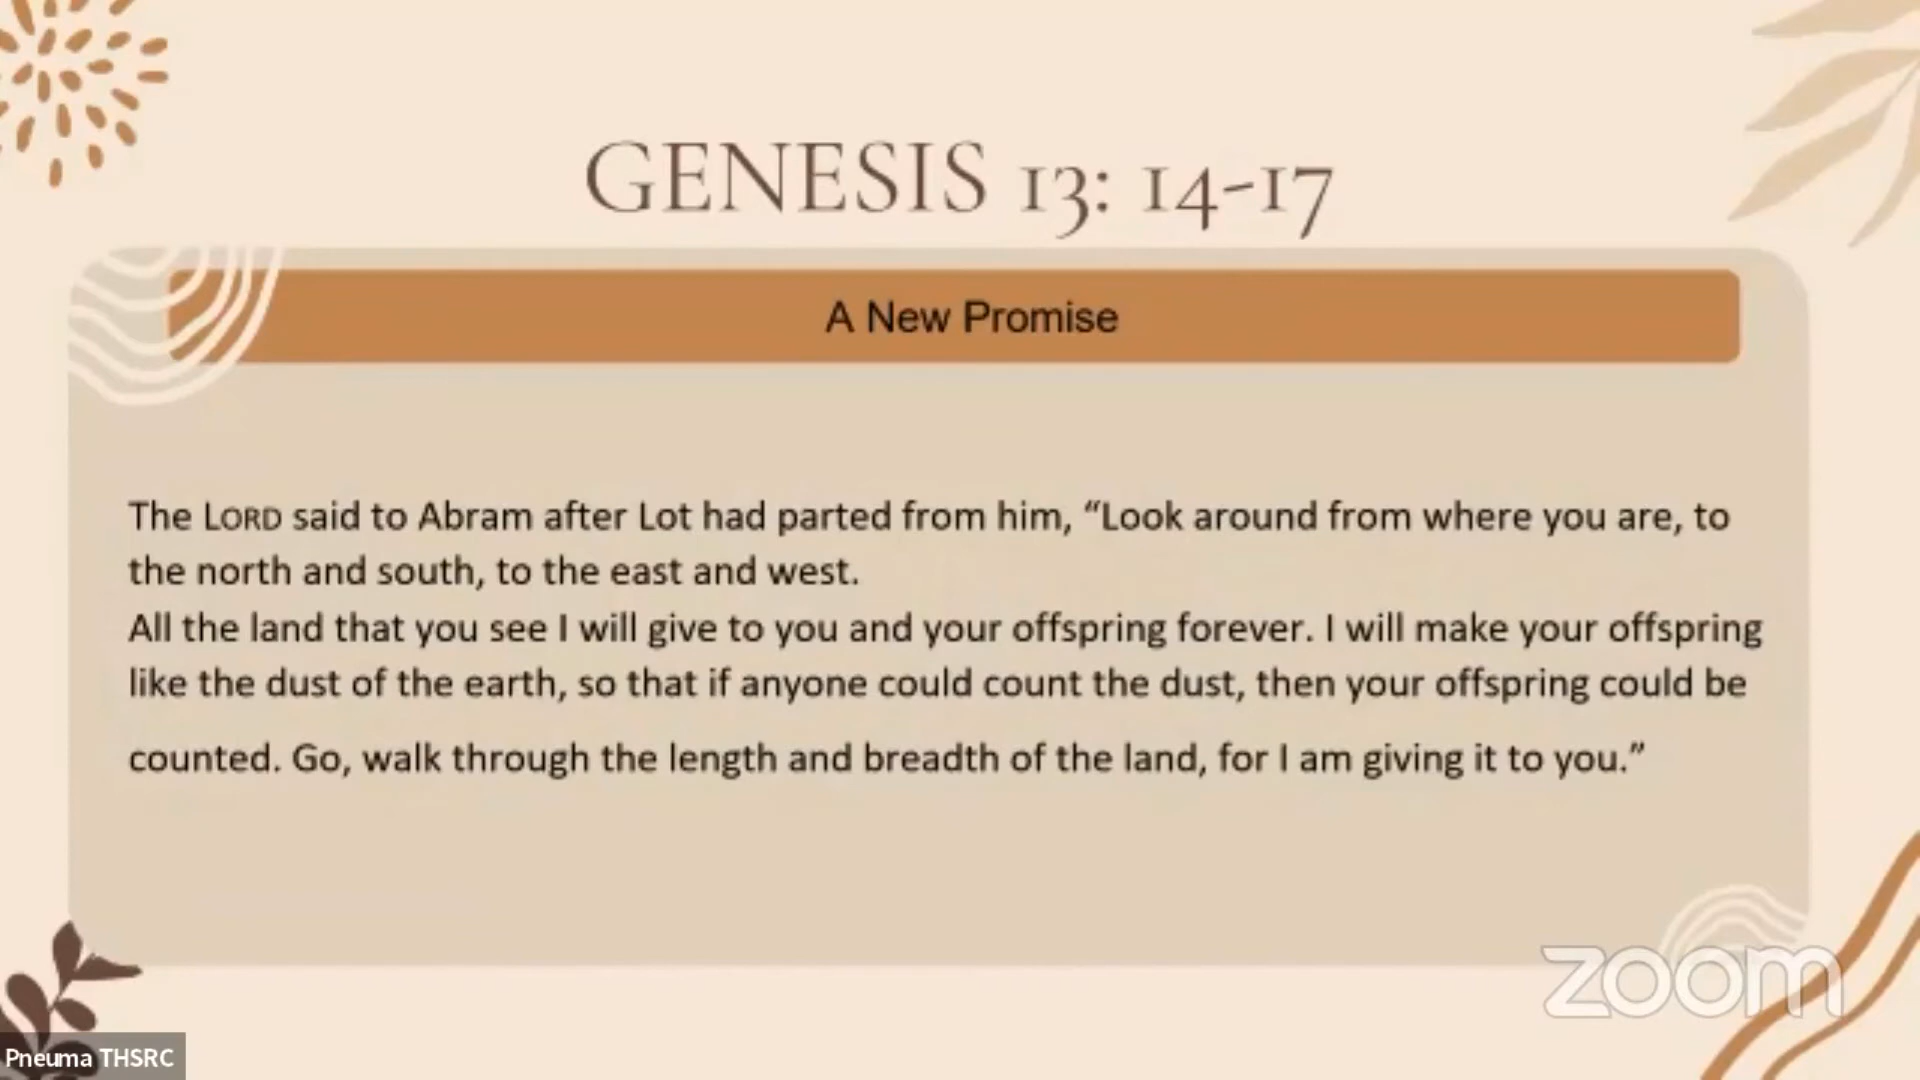 GENESIS 13: 14-17
A New Promise
The LORD said to Abram after Lot had parted from him, “Look around from where you are, to
the north and south, to the east and west.
All the land that you see I will give to you and your offspring forever. I will make your offspring
like the dust of the earth, so that if anyone could count the dust, then your offspring could be
counted. Go, walk through the length and breadth of the land, for I am giving it to you.”
zoom
Pneuma THSRC